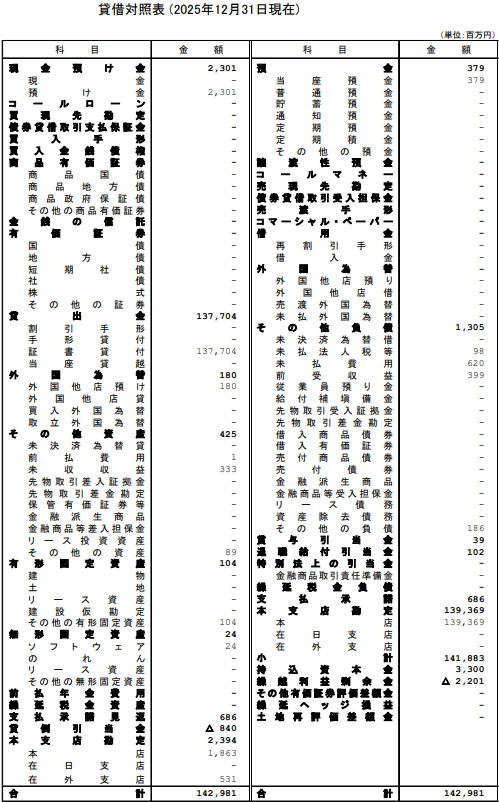 貸借対照表(2025年12月31日現在)
(単位:百万円)
科 目 金 額
現金預け金 2,301
現金 -
預け金 2,301
コールローン -
買現先勘定 -
債券貸借取引支払保証金 -
買入手形 -
買入金銭債権 -
商品有価証券 -
商品国債 -
商品地方債 -
商品政府保証債 -
その他の商品有価証券 -
金銭の信託 -
有価証券 -
国債 -
地方債 -
短期社債 -
社債 -
株式 -
その他の証券 -
貸出金 137,704
割引手形 -
手形貸付 -
証書貸付 137,704
当座貸越 -
外国為替 180
外国他店預け 180
外国他店貸 -
買入外国為替 -
取立外国為替 -
その他資産 425
未決済為替貸 -
前払費用 1
未収収益 333
先物取引差入証拠金 -
先物取引差金勘定 -
保管有価証券等 -
金融派生商品 -
金融商品等差入担保金 -
リース投資資産 -
その他の資産 89
有形固定資産 104
建物 -
土地 -
リース資産 -
建設仮勘定 -
その他の有形固定資産 104
無形固定資産 24
ソフトウェア 24
のれん -
リース資産 -
その他の無形固定資産 -
前払年金費用 -
繰延税金資産 -
支払承諾見返 686
貸倒引当金 △ 840
本支店勘定 2,394
本店 1,863
在日支店 -
在外支店 531
合計 142,981
科 目 金 額
預金 379
当座預金 379
普通預金 -
貯蓄預金 -
通知預金 -
定期預金 -
定期積金 -
その他の預金 -
譲渡性預金 -
コールマネー -
売現先勘定 -
債券貸借取引受入担保金 -
売渡手形 -
コマーシャル・ペーパー -
借用金 -
再割引手形 -
借入金 -
外国為替 -
外国他店預り -
外国他店借 -
売渡外国為替 -
未払外国為替 -
その他負債 1,305
未決済為替借 -
未払法人税等 98
未払費用 620
前受収益 399
従業員預り金 -
給付補填備金 -
先物取引受入証拠金 -
先物取引差金勘定 -
借入商品債券 -
借入有価証券 -
売付商品債券 -
売付債券 -
金融派生商品 -
金融商品等受入担保金 -
リース債務 -
資産除去債務 -
その他の負債 186
賞与引当金 39
退職給付引当金 102
特別法上の引当金 -
金融商品取引責任準備金 -
繰延税金負債 -
支払承諾 686
本支店勘定 139,369
本店 139,369
在日支店 -
在外支店 -
小計 141,883
持込資本金 3,300
繰越利益剰余金 △ 2,201
その他有価証券評価差額金 -
繰延ヘッジ損益 -
土地再評価差額金 -
合計 142,981